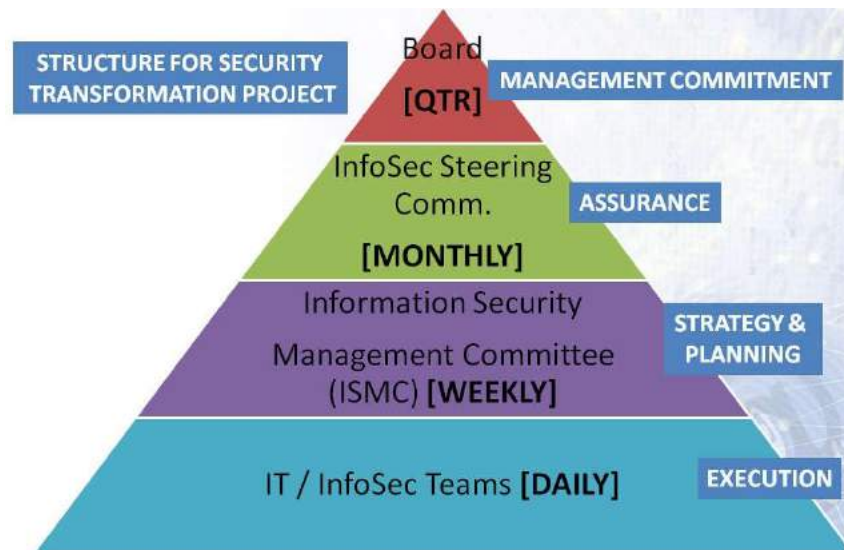 STRUCTURE FOR SECURITY
TRANSFORMATION PROJECT
Board
[QTR]
MANAGEMENT COMMITMENT
InfoSec Steering
Comm.
[MONTHLY]
ASSURANCE
Information Security
Management Committee
(ISMC) [WEEKLY]
STRATEGY &
PLANNING
IT / InfoSec Teams [DAILY]
EXECUTION